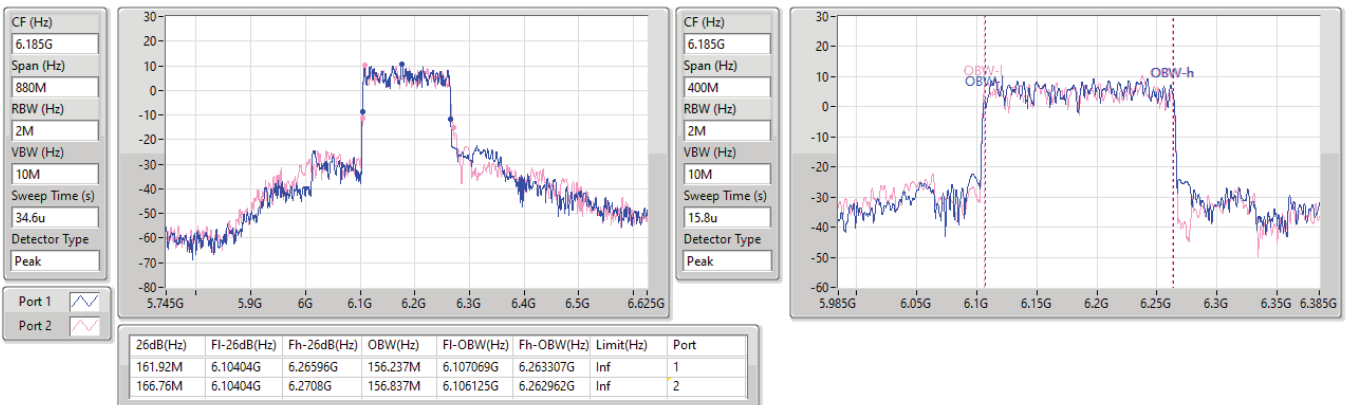 CF (Hz)
6.185G
Span (Hz)
880M
RBW (Hz)
2M
VBW (Hz)
10M
Sweep Time (s)
34.6u
Detector Type
Peak
Port 1
Port 2
30
20
10
0
-10
-20
-30
-40
-50
-60
-70
5.745G 5.9G 6G 6.1G 6.2G 6.3G 6.4G 6.5G 6.625G
CF (Hz)
6.185G
Span (Hz)
400M
RBW (Hz)
2M
VBW (Hz)
10M
Sweep Time (s)
15.8u
Detector Type
Peak
30
20
10
0
-10
-20
-30
-40
-50
-60
OBW-l
OBW-l
OBW-h
5.985G 6.05G 6.1G 6.15G 6.2G 6.25G 6.3G 6.35G 6.385G
26dB(Hz) Fl-26dB(Hz) Fh-26dB(Hz) OBW(Hz) Fl-OBW(Hz) Fh-OBW(Hz) Limit(Hz) Port
161.92M 6.10404G 6.26596G 156.237M 6.107069G 6.263307G Inf 1
166.76M 6.10404G 6.2708G 156.837M 6.106125G 6.262962G Inf 2